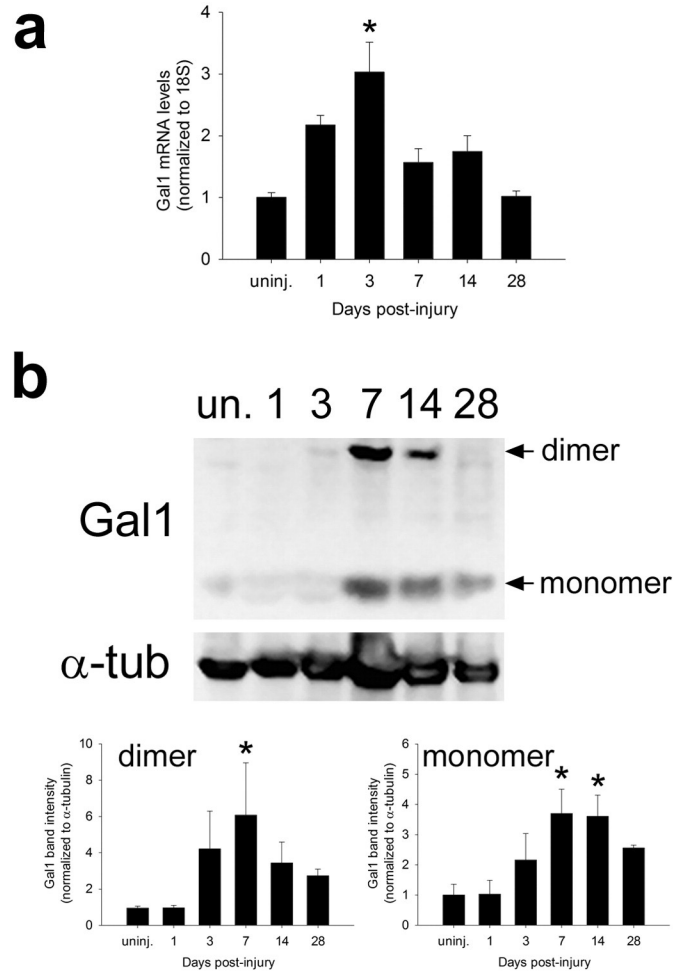 a
Gal1 mRNA levels
(normalized to 18S)
4
3
2
1
0
*
uninj. 1 3 7 14 28
Days post-injury
b
un. 1 3 7 14 28
Gal1
dimer
monomer
α-tub
dimer
Gal1 band intensity
(normalized to α-tubulin)
10
8
6
4
2
0
*
uninj. 1 3 7 14 28
Days post-injury
monomer
Gal1 band intensity
(normalized to α-tubulin)
6
5
4
3
2
1
0
* *
uninj. 1 3 7 14 28
Days post-injury